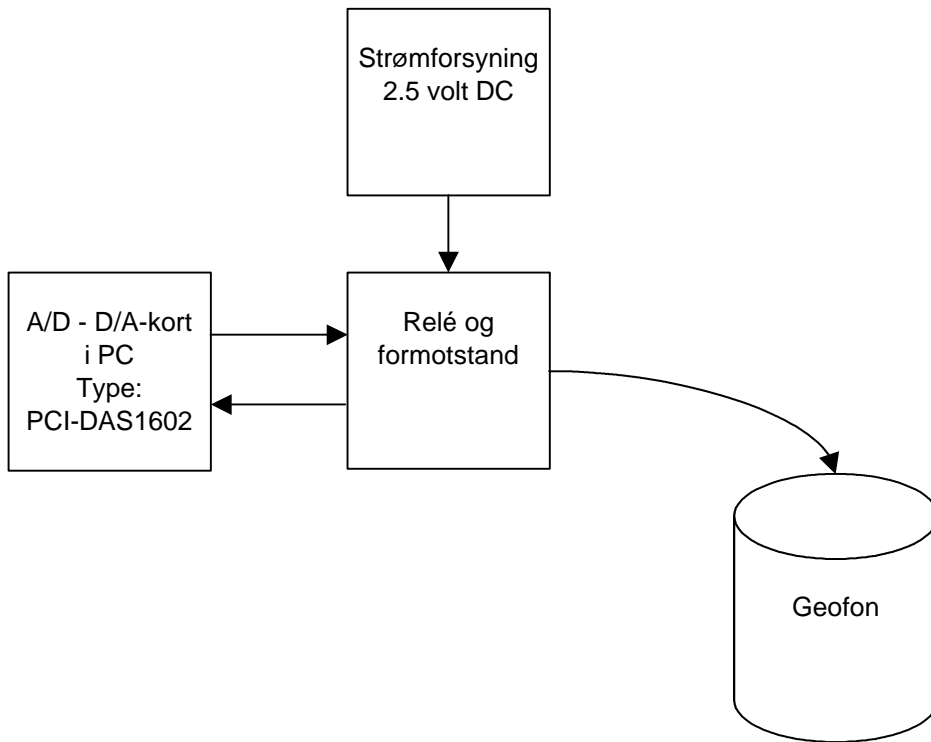 Strømforsyning
2.5 volt DC
A/D - D/A-kort
i PC
Type:
PCI-DAS1602
Relé og
formotstand
Geofon